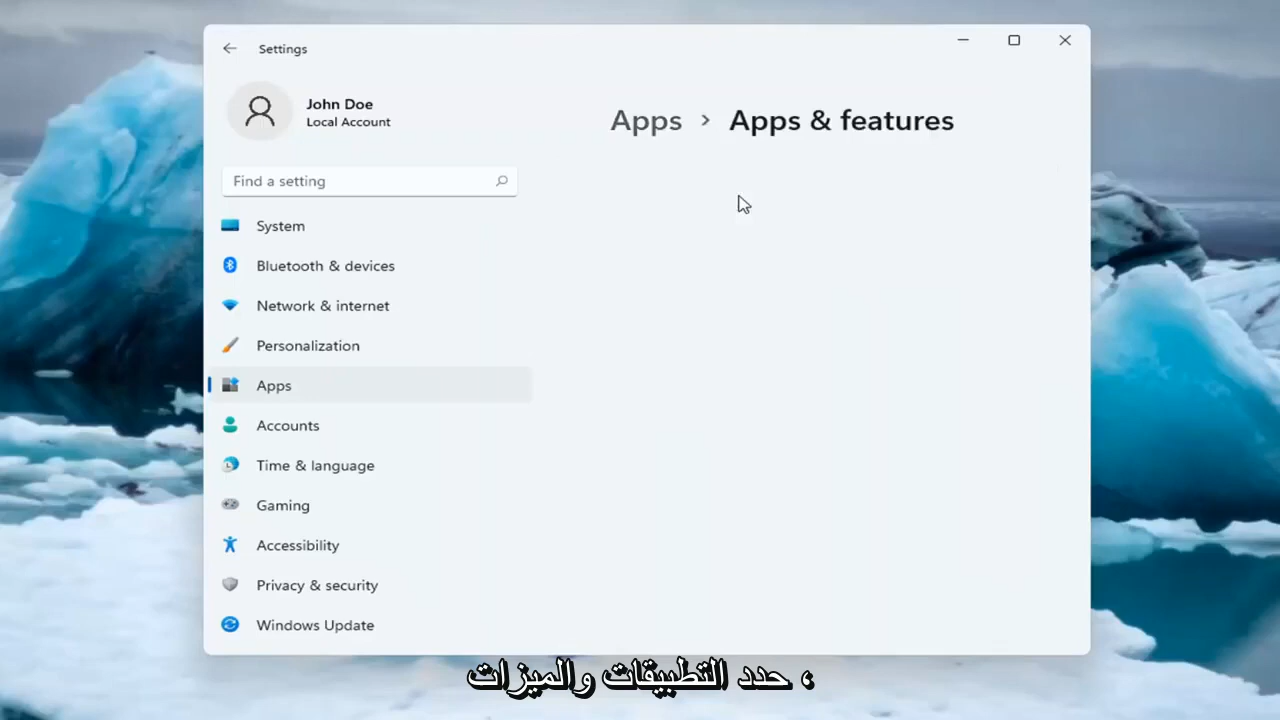 Settings
John Doe
Local Account
Find a setting
System
Bluetooth & devices
Network & internet
Personalization
Apps
Accounts
Time & language
Gaming
Accessibility
Privacy & security
Windows Update
Apps › Apps & features
، حدد التطبيقات والميزات